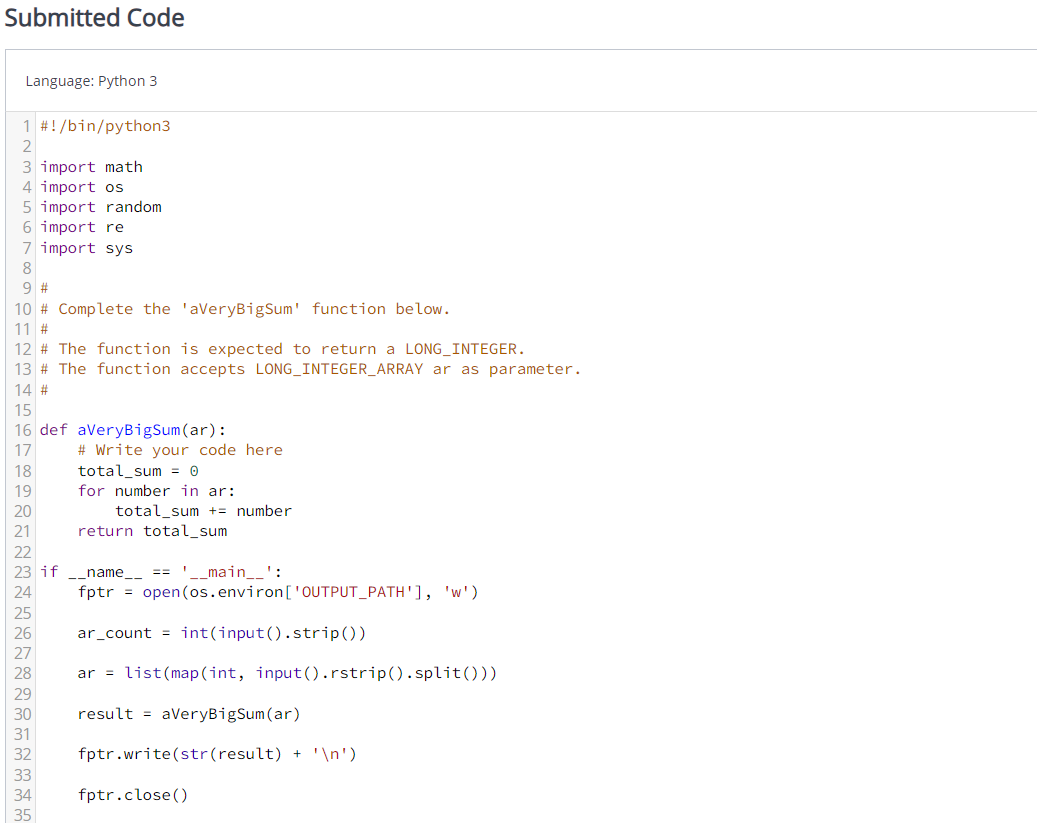 Submitted Code
Language: Python 3
1 #!/bin/python3
2
3 import math
4 import os
5 import random
6 import re
7 import sys
8
9 #
10 # Complete the 'aVeryBigSum' function below.
11 #
12 # The function is expected to return a LONG_INTEGER.
13 # The function accepts LONG_INTEGER_ARRAY ar as parameter.
14 #
15
16 def aVeryBigSum(ar):
17     # Write your code here
18     total_sum = 0
19     for number in ar:
20         total_sum += number
21     return total_sum
22
23 if __name__ == '__main__':
24     fptr = open(os.environ['OUTPUT_PATH'], 'w')
25
26     ar_count = int(input().strip())
27
28     ar = list(map(int, input().rstrip().split()))
29
30     result = aVeryBigSum(ar)
31
32     fptr.write(str(result) + '\n')
33
34     fptr.close()
35